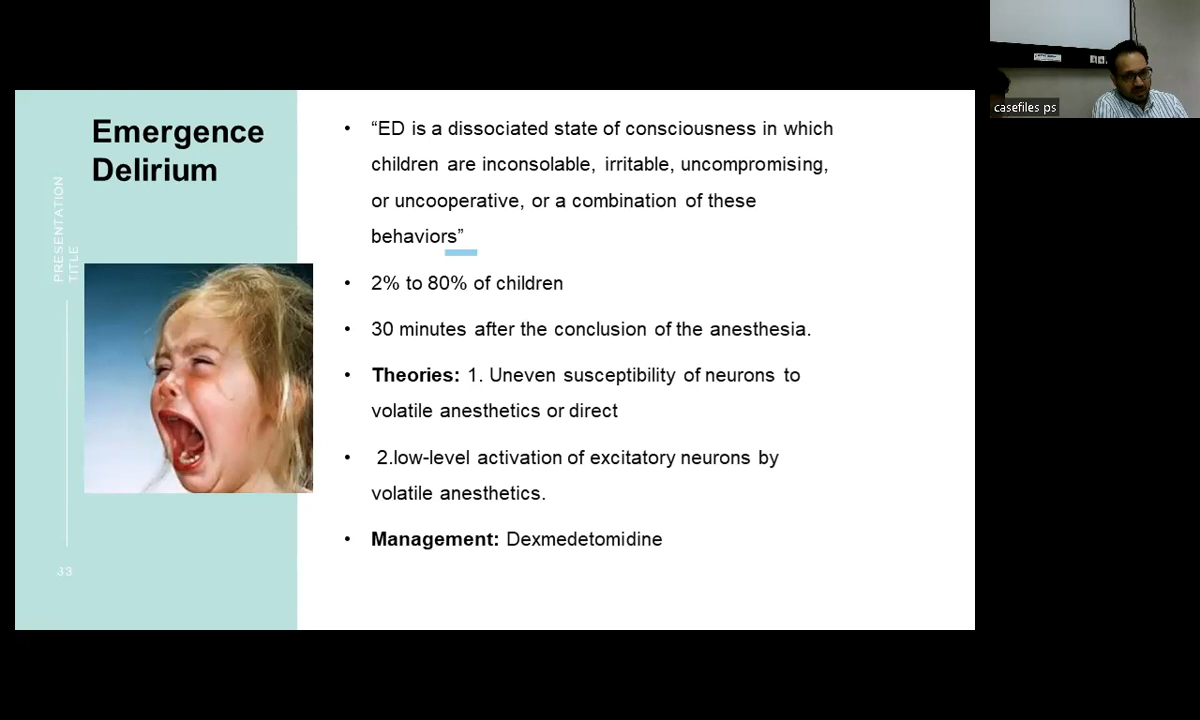 Emergence
Delirium
PRESENTATION
TITLE
33
• “ED is a dissociated state of consciousness in which
children are inconsolable, irritable, uncompromising,
or uncooperative, or a combination of these
behaviors”
• 2% to 80% of children
• 30 minutes after the conclusion of the anesthesia.
• Theories: 1. Uneven susceptibility of neurons to
volatile anesthetics or direct
• 2.low-level activation of excitatory neurons by
volatile anesthetics.
• Management: Dexmedetomidine
casefiles ps